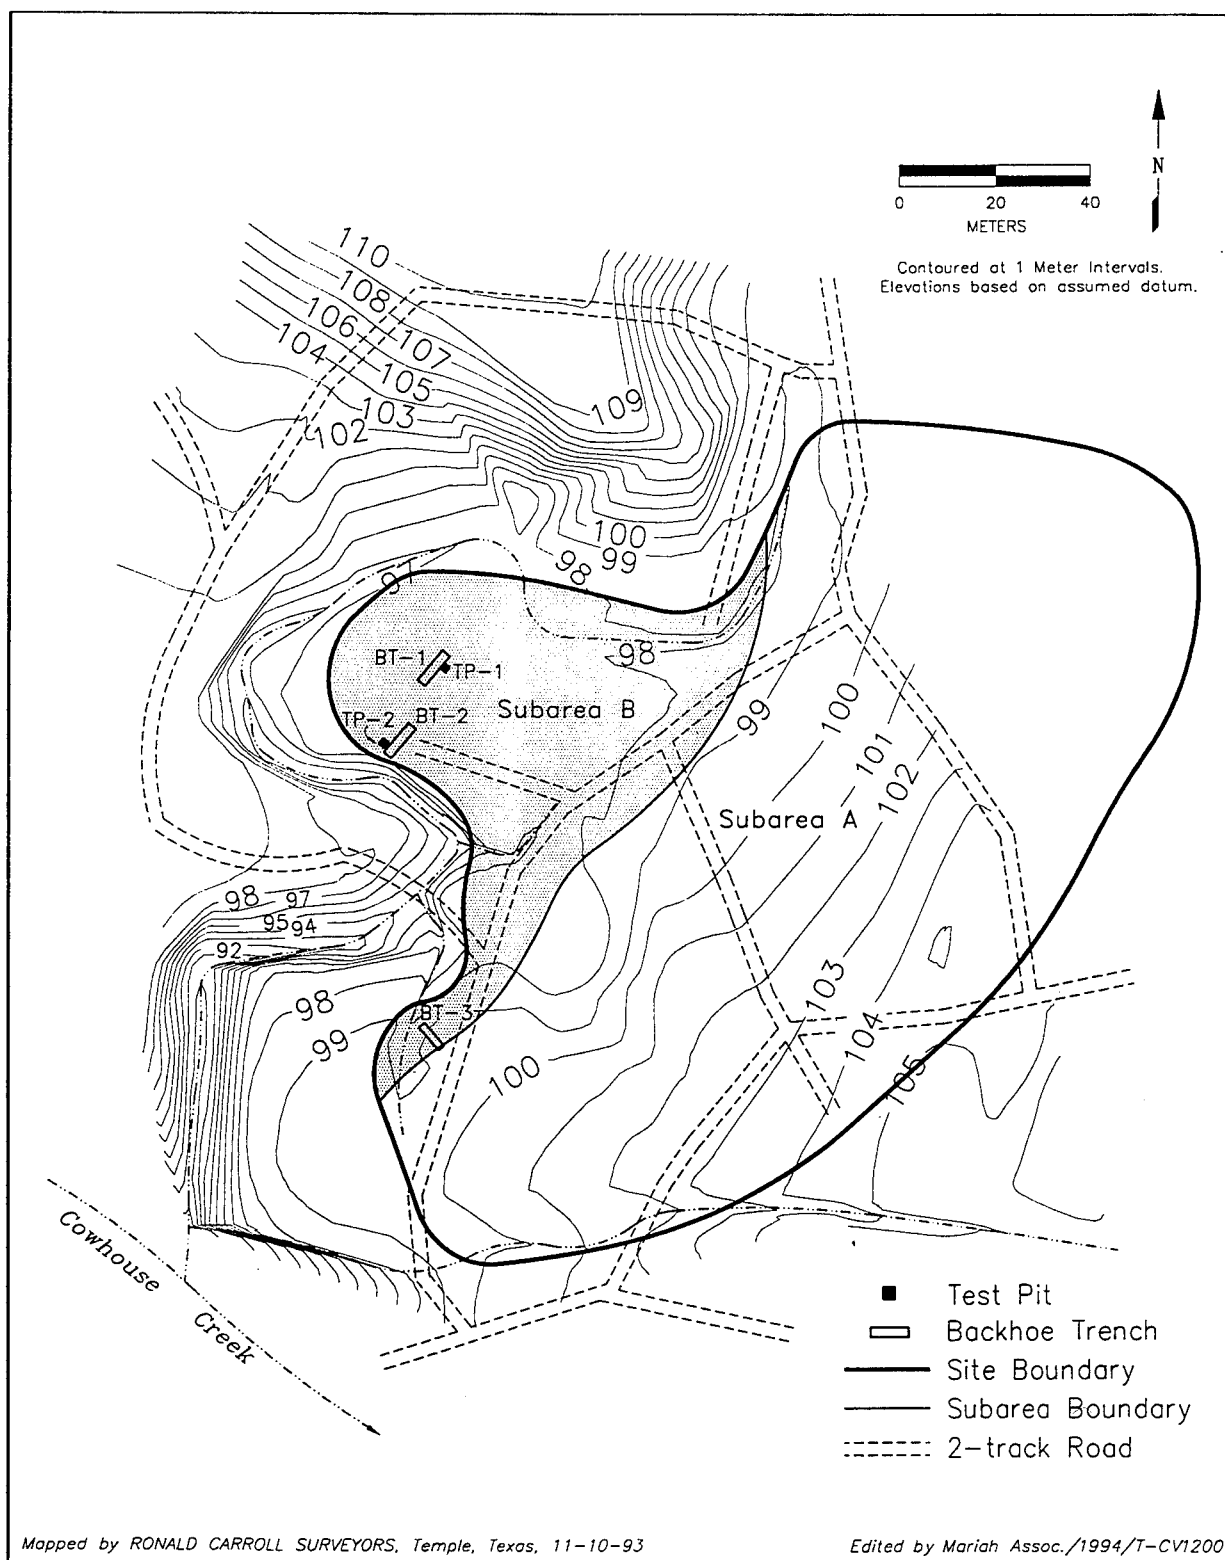 N
0 20 40
METERS
Contoured at 1 Meter Intervals.
Elevations based on assumed datum.
110
108
106
104
107
105
103
102
109
100
99
98
97
BT-1
TP-1
98
TP-2
BT-2
Subarea B
99
100
101
102
Subarea A
98
97
95
94
92
98
99
BT-3
100
103
104
105
Cowhouse
Creek
Test Pit
Backhoe Trench
Site Boundary
Subarea Boundary
2-track Road
Mapped by RONALD CARROLL SURVEYORS, Temple, Texas, 11-10-93
Edited by Mariah Assoc./1994/T-CV1200